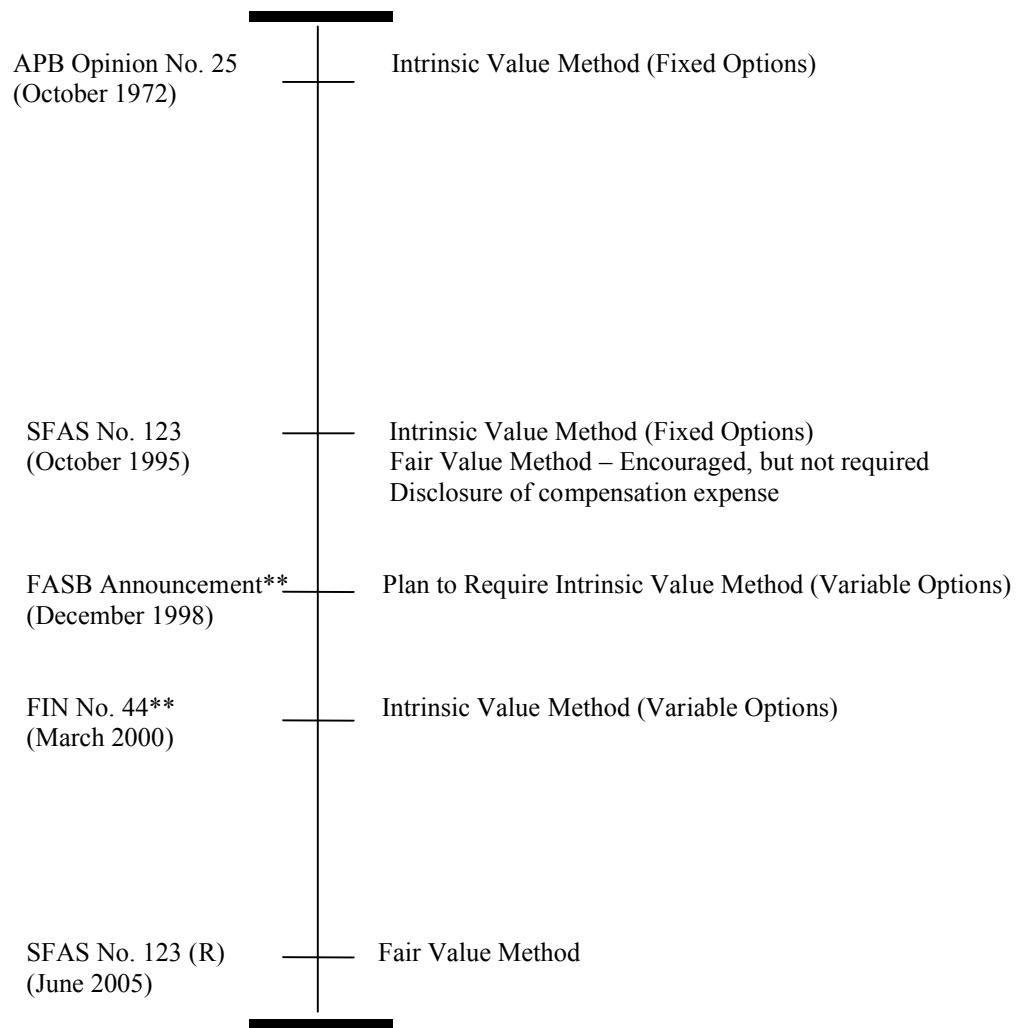 APB Opinion No. 25
(October 1972)
Intrinsic Value Method (Fixed Options)
SFAS No. 123
(October 1995)
Intrinsic Value Method (Fixed Options)
Fair Value Method – Encouraged, but not required
Disclosure of compensation expense
FASB Announcement**
(December 1998)
Plan to Require Intrinsic Value Method (Variable Options)
FIN No. 44**
(March 2000)
Intrinsic Value Method (Variable Options)
SFAS No. 123 (R)
(June 2005)
Fair Value Method